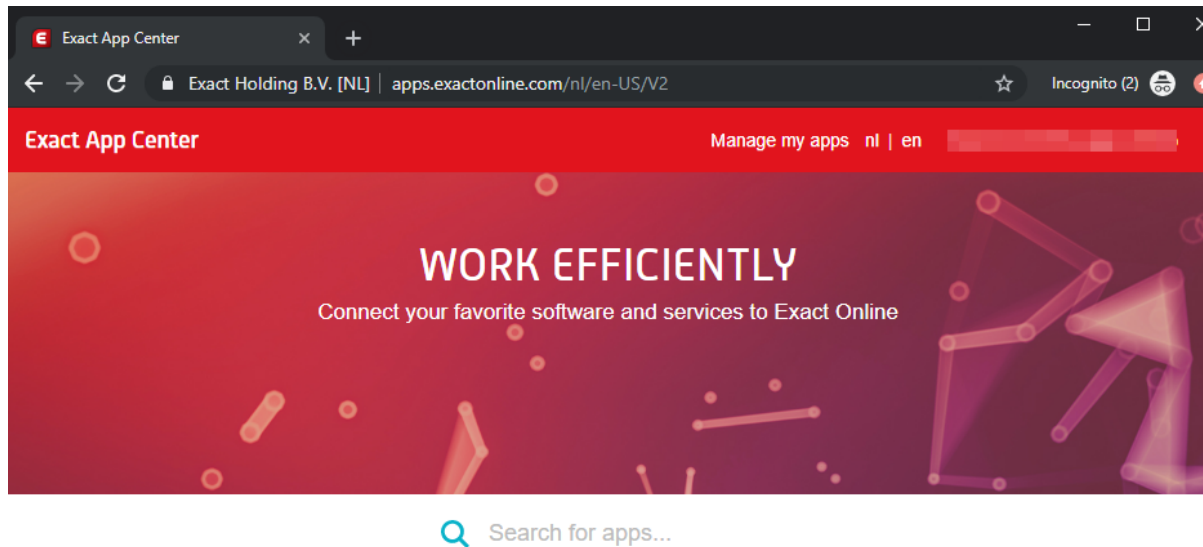 Exact App Center
Exact Holding B.V. [NL] | apps.exactonline.com/nl/en-US/V2 Incognito (2)
Exact App Center Manage my apps nl | en
WORK EFFICIENTLY
Connect your favorite software and services to Exact Online
Search for apps...